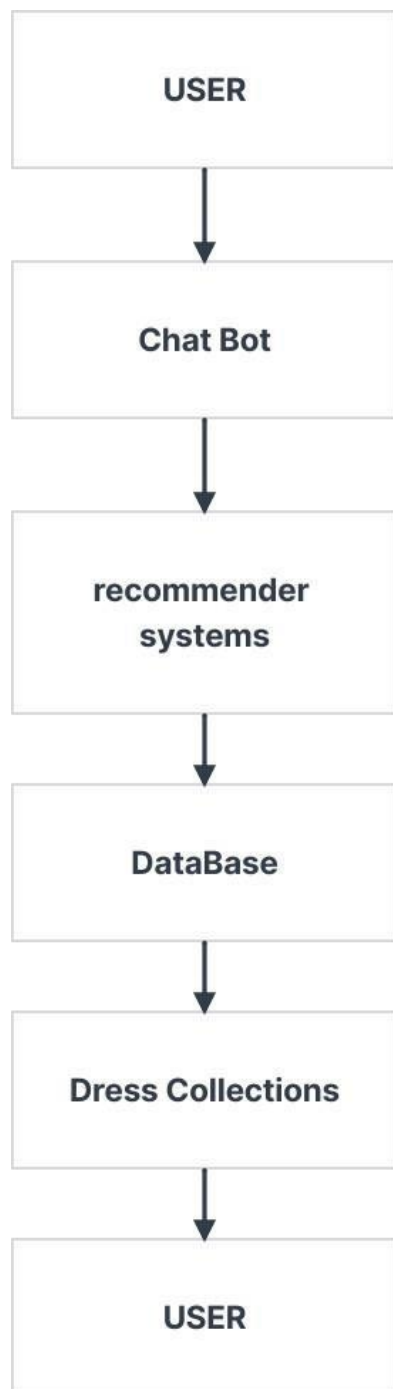 USER
Chat Bot
recommender
systems
DataBase
Dress Collections
USER